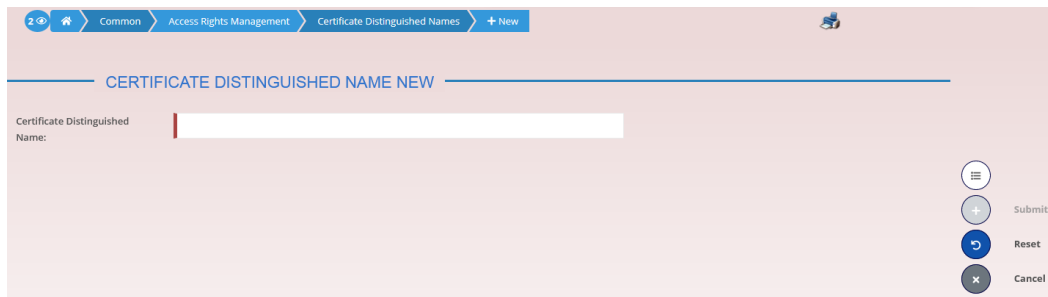 2 Common Access Rights Management Certificate Distinguished Names + New
CERTIFICATE DISTINGUISHED NAME NEW
Certificate Distinguished
Name:
Submit
Reset
Cancel